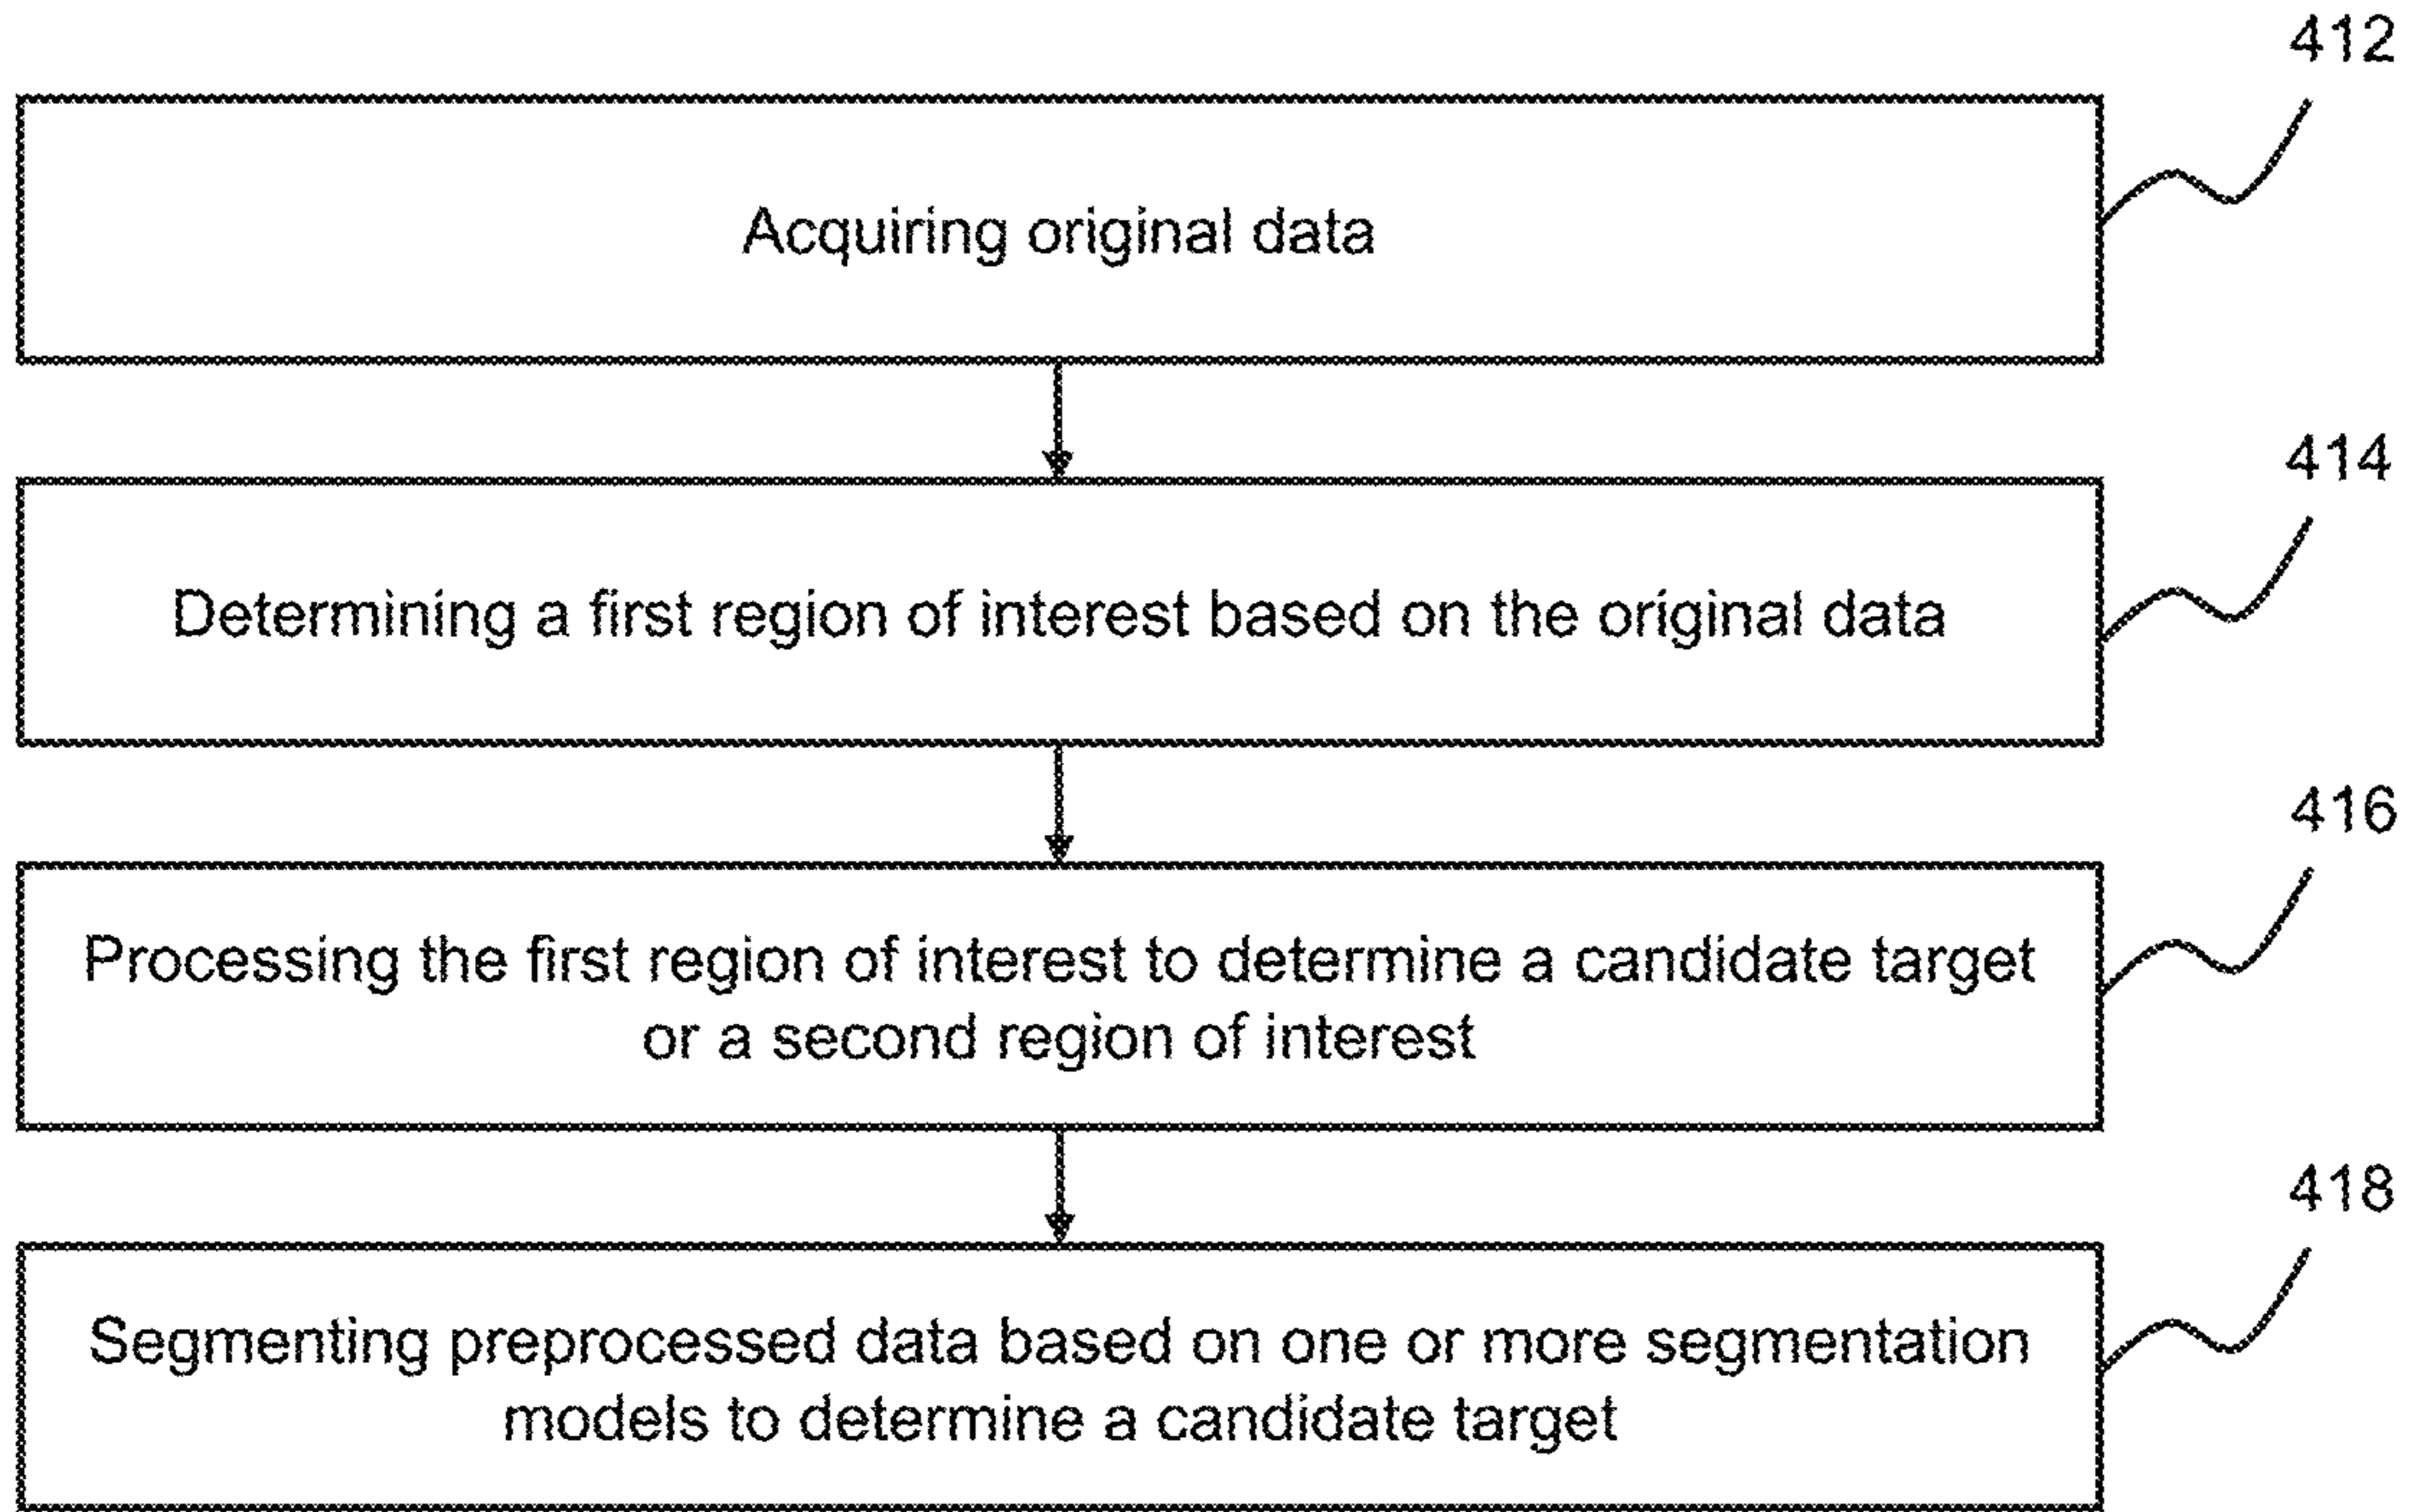 412
Acquiring original data
414
Determining a first region of interest based on the original data
416
Processing the first region of interest to determine a candidate target
or a second region of interest
418
Segmenting preprocessed data based on one or more segmentation
models to determine a candidate target